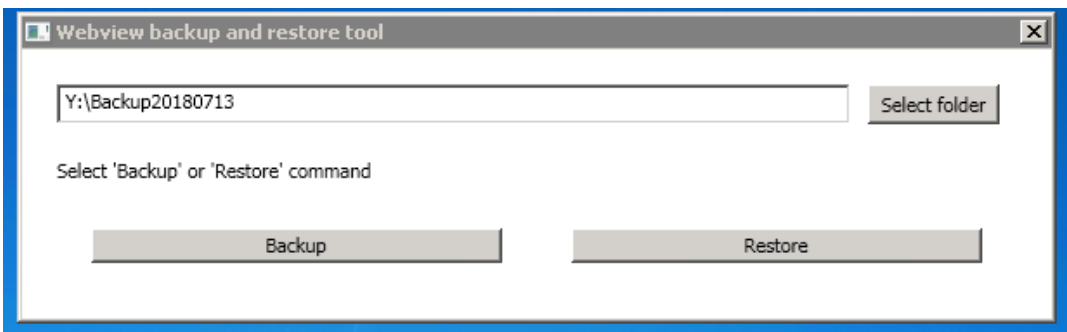 Webview backup and restore tool
Y:\Backup20180713
Select folder
Select 'Backup' or 'Restore' command
Backup
Restore